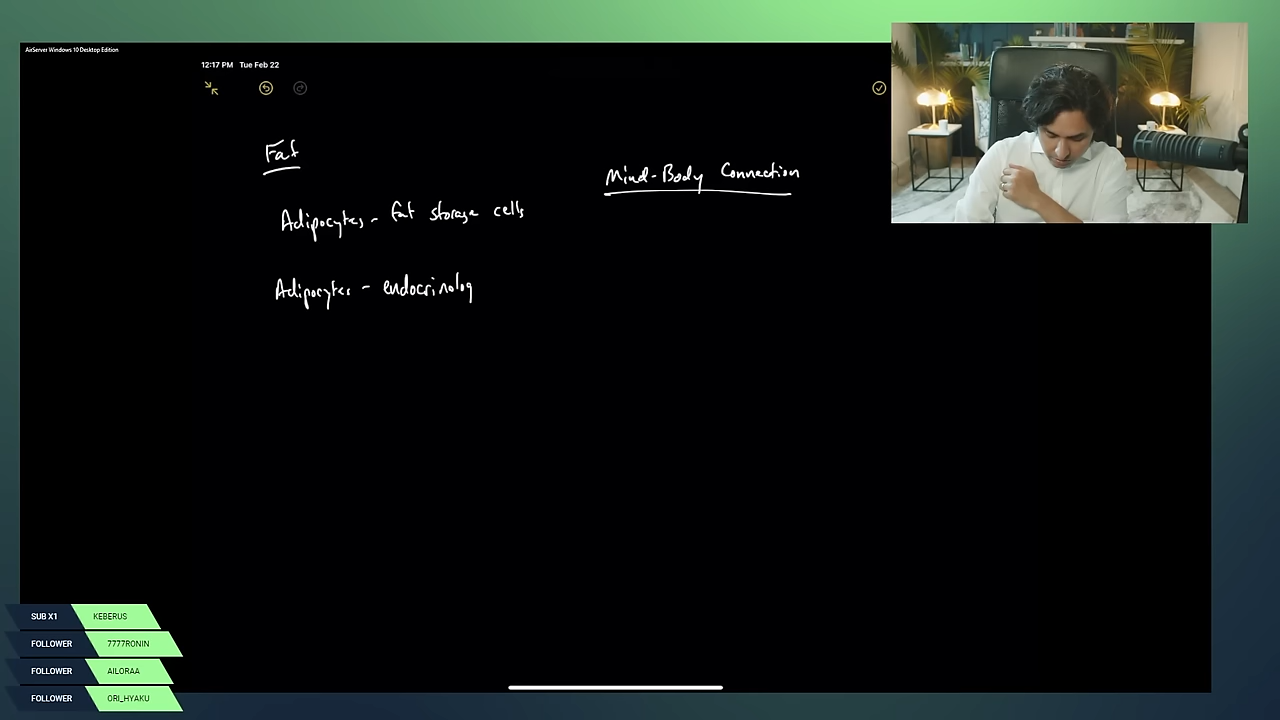 AirServer Windows 10 Desktop Edition
12:17 PM Tue Feb 22
Fat
Mind-Body Connection
Adipocytes - fat storage cells
Adipocytes - endocrinolog
SUB X1 KEBERUS
FOLLOWER 7777RONIN
FOLLOWER AILORAA
FOLLOWER ORI_HYAKU